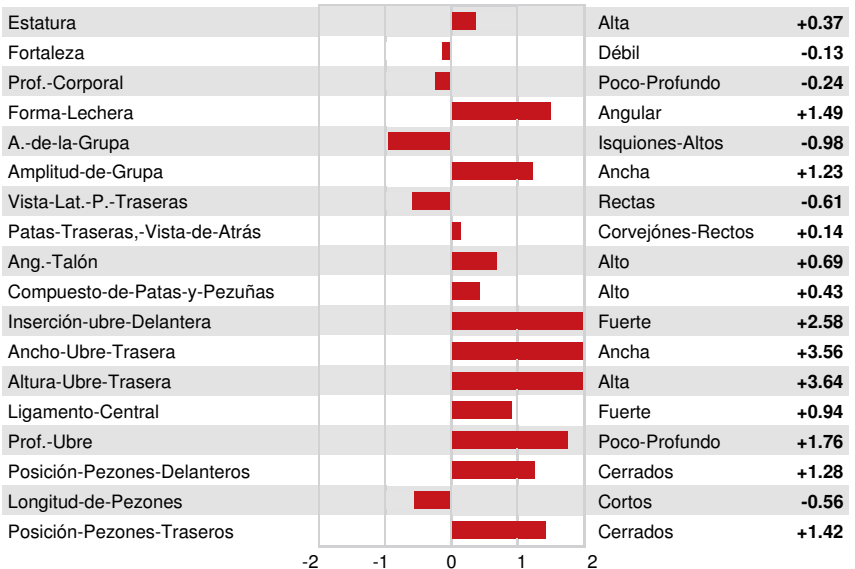 Estatura Alta +0.37
Fortaleza Débil -0.13
Prof.-Corporal Poco-Profundo -0.24
Forma-Lechera Angular +1.49
A.-de-la-Grupa Isquiones-Altos -0.98
Amplitud-de-Grupa Ancha +1.23
Vista-Lat.-P.-Traseras Rectas -0.61
Patas-Traseras,-Vista-de-Atrás Corvejónes-Rectos +0.14
Ang.-Talón Alto +0.69
Compuesto-de-Patas-y-Pezuñas Alto +0.43
Inserción-ubre-Delantera Fuerte +2.58
Ancho-Ubre-Trasera Ancha +3.56
Altura-Ubre-Trasera Alta +3.64
Ligamento-Central Fuerte +0.94
Prof.-Ubre Poco-Profundo +1.76
Posición-Pezones-Delanteros Cerrados +1.28
Longitud-de-Pezones Cortos -0.56
Posición-Pezones-Traseros Cerrados +1.42
-2 -1 0 1 2